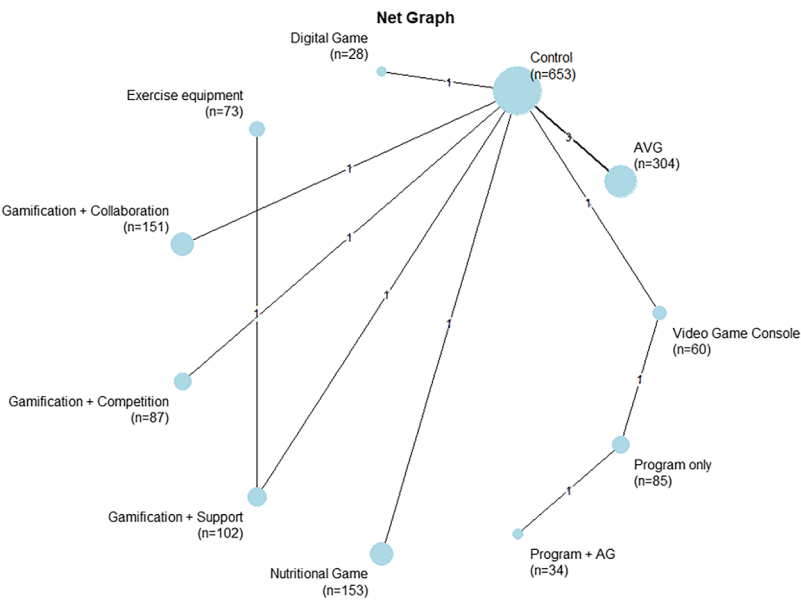 Net Graph
Digital Game
(n=28)
Control
(n=653)
1
Exercise equipment
(n=73)
3
AVG
(n=304)
1
1
Gamification + Collaboration
(n=151)
1
1
1
1
Video Game Console
(n=60)
1
1
Gamification + Competition
(n=87)
Program only
(n=85)
1
Gamification + Support
(n=102)
Program + AG
(n=34)
Nutritional Game
(n=153)